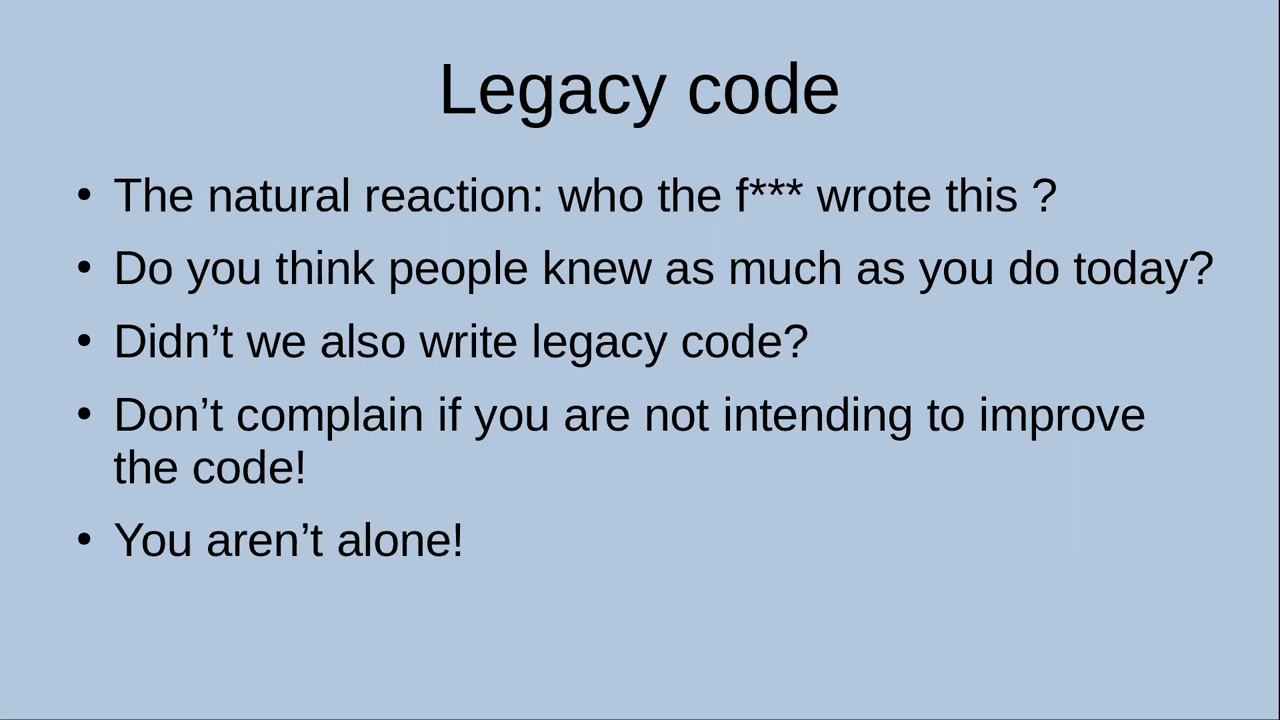 Legacy code
• The natural reaction: who the f*** wrote this ?
• Do you think people knew as much as you do today?
• Didn’t we also write legacy code?
• Don’t complain if you are not intending to improve
the code!
• You aren’t alone!